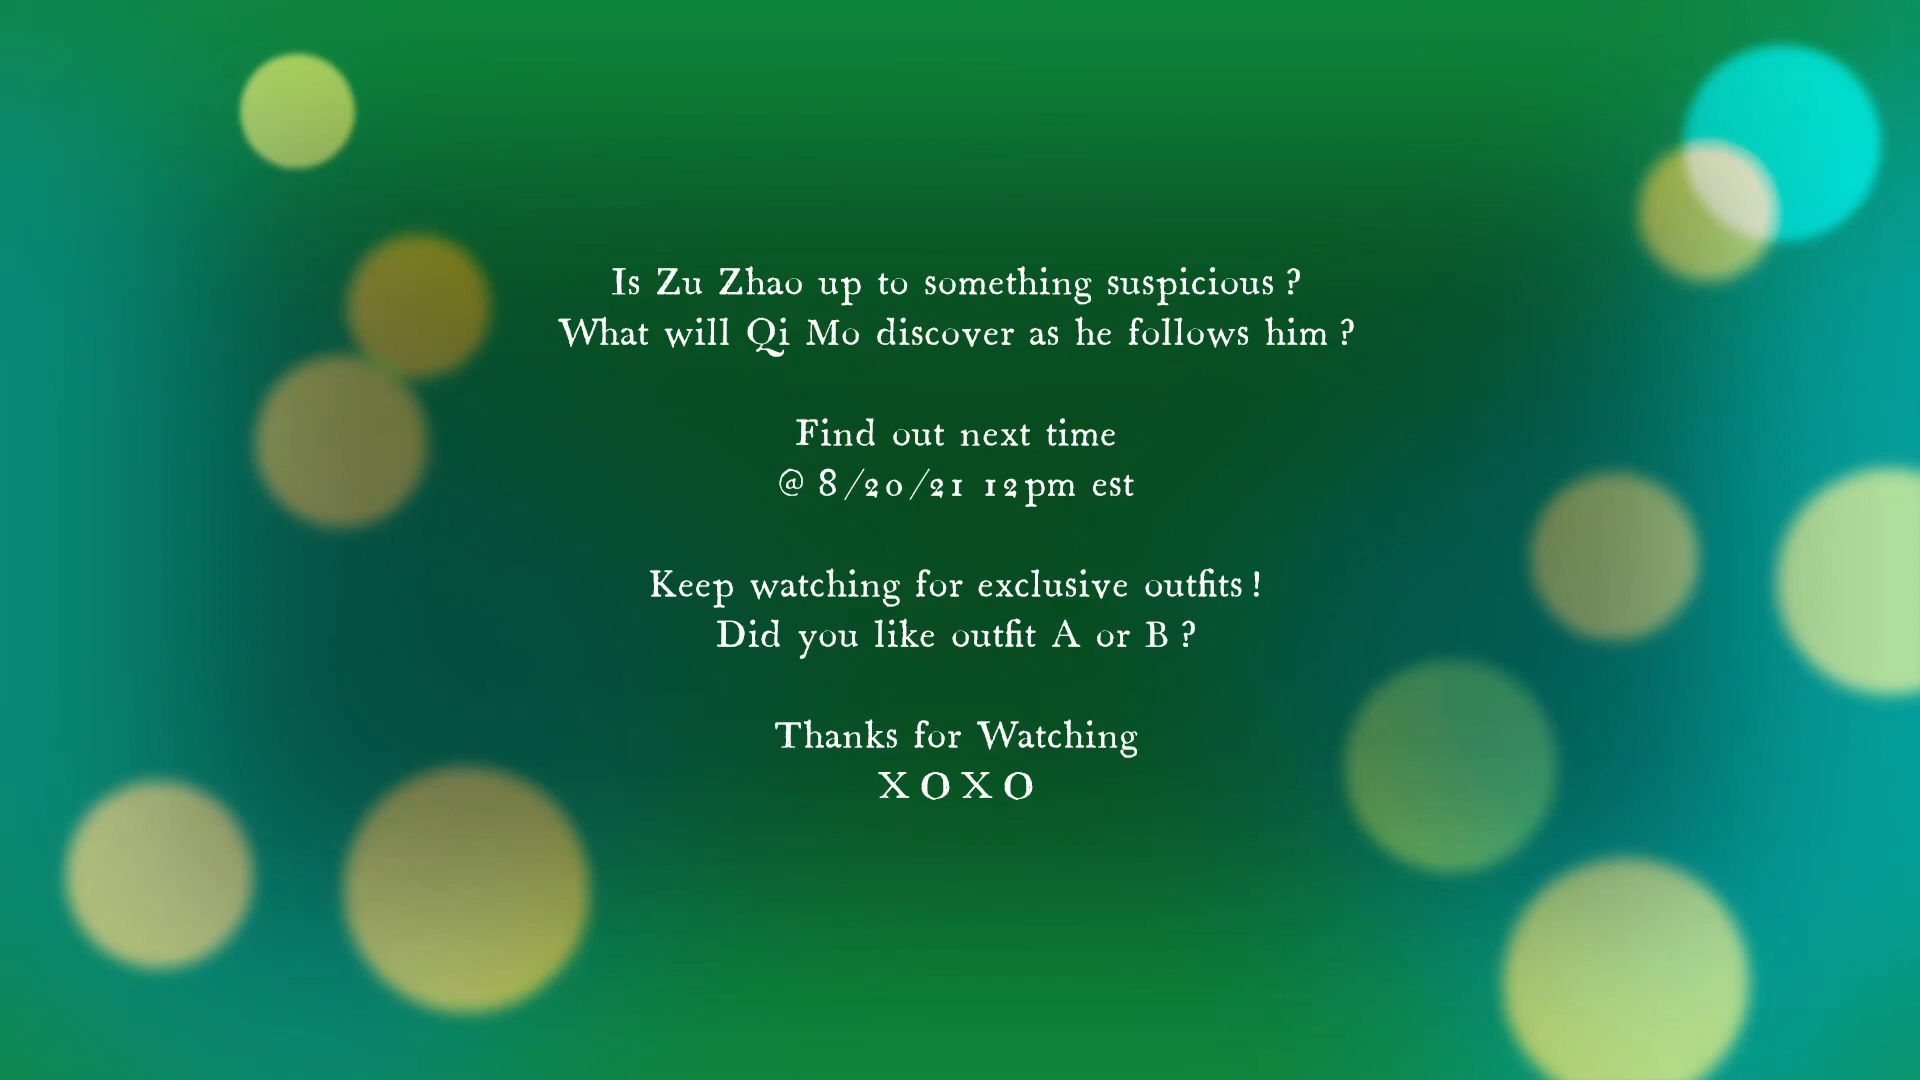 Is Zu Zhao up to something suspicious ?
What will Qi Mo discover as he follows him ?
Find out next time
@ 8/20/21 12pm est
Keep watching for exclusive outfits !
Did you like outfit A or B ?
Thanks for Watching
X O X O